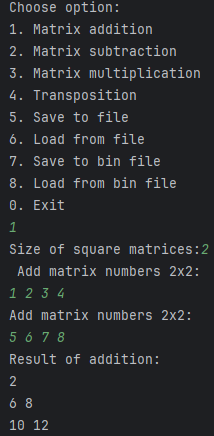 Choose option:
1. Matrix addition
2. Matrix subtraction
3. Matrix multiplication
4. Transposition
5. Save to file
6. Load from file
7. Save to bin file
8. Load from bin file
0. Exit
1
Size of square matrices:2
 Add matrix numbers 2x2:
1 2 3 4
Add matrix numbers 2x2:
5 6 7 8
Result of addition:
2
6 8
10 12